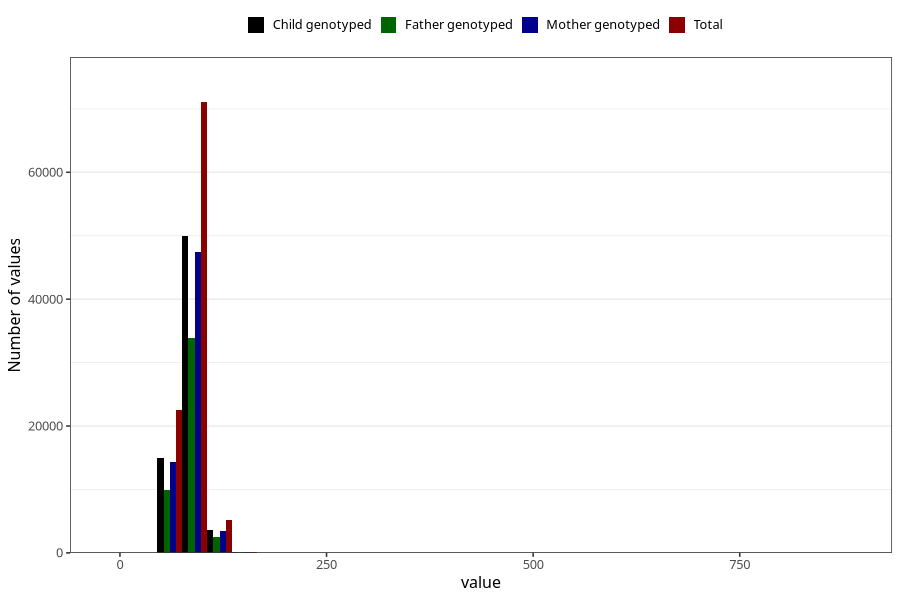 Child genotyped Father genotyped Mother genotyped Total
Number of values
60000
40000
20000
0
0 250 500 750
value